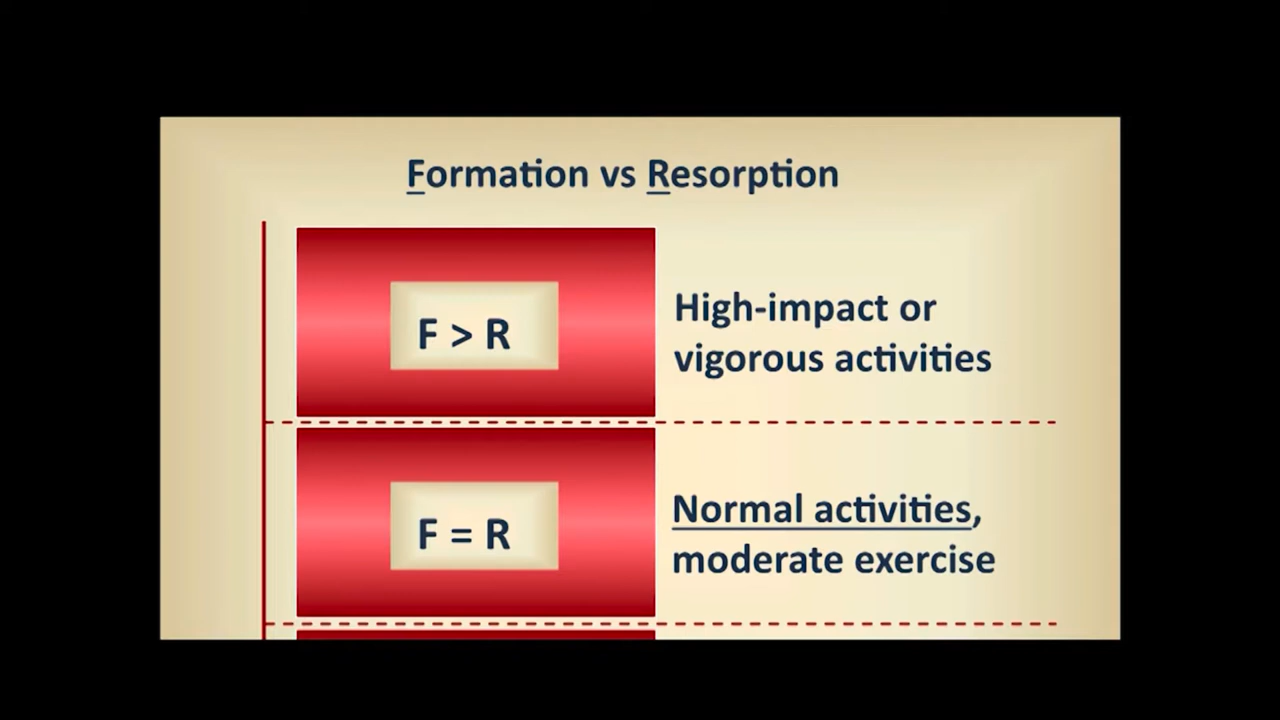 Formation vs Resorption
F > R
High-impact or
vigorous activities
F = R
Normal activities,
moderate exercise